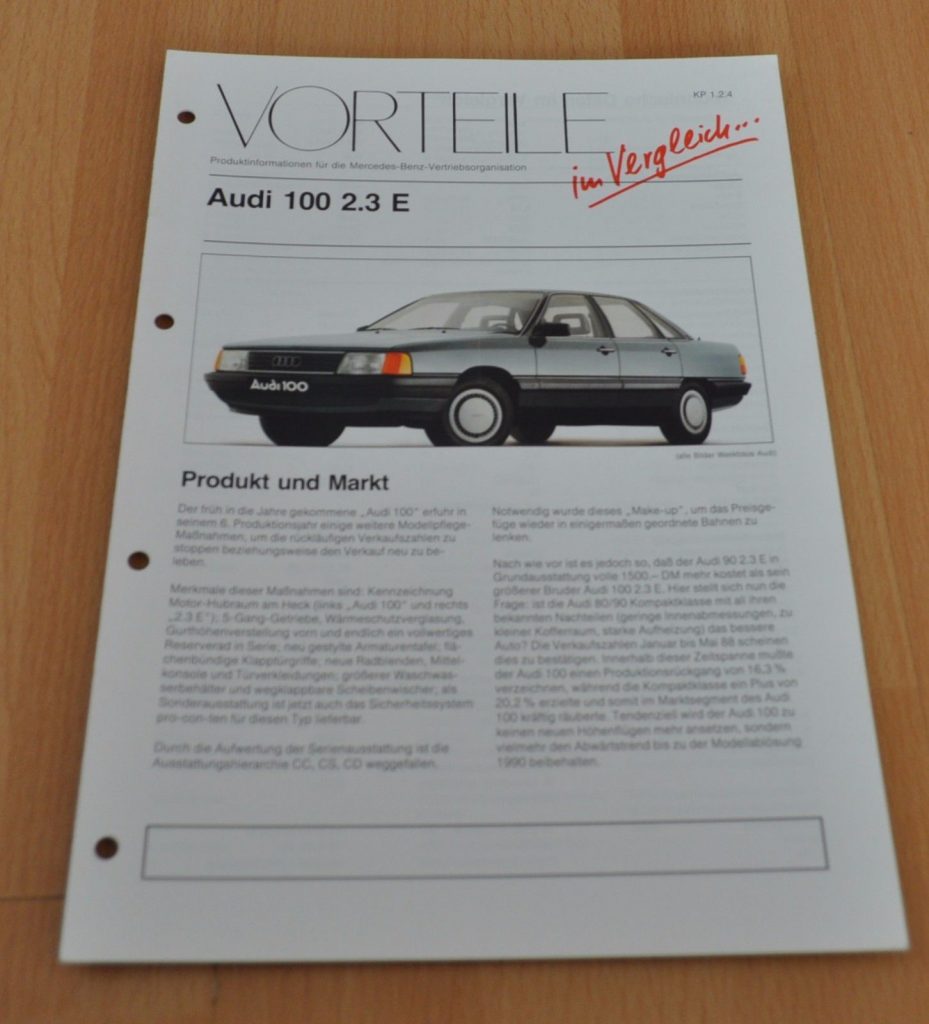 VORTEILE
KP 1.2.4
im Vergleich...
Produktinformationen für die Mercedes-Benz-Vertriebsorganisation
Audi 100 2.3 E
Audi 100
(alle Bilder Werkfotos Audi)
Produkt und Markt
Der früh in die Jahre gekommene „Audi 100" erfuhr in
seinem 6. Produktionsjahr einige weitere Modellpflege-
Maßnahmen, um die rückläufigen Verkaufszahlen zu
stoppen beziehungsweise den Verkauf neu zu be-
leben.
Merkmale dieser Maßnahmen sind: Kennzeichnung
Motor-Hubraum am Heck (links „Audi 100" und rechts
„2.3 E"); 5-Gang-Getriebe, Wärmeschutzverglasung,
Gurthöhenverstellung vorn und endlich ein vollwertiges
Reserverad in Serie; neu gestylte Armaturentafel; flä-
chenbündige Klapptürgriffe; neue Radblenden, Mittel-
konsole und Türverkleidungen; größerer Waschwas-
serbehälter und wegklappbare Scheibenwischer; als
Sonderausstattung ist jetzt auch das Sicherheitssystem
pro-con-ten für diesen Typ lieferbar.
Durch die Aufwertung der Serienausstattung ist die
Ausstattungshierarchie CC, CS, CD weggefallen.
Notwendig wurde dieses „Make-up", um das Preisge-
füge wieder in einigermaßen geordnete Bahnen zu
lenken.
Nach wie vor ist es jedoch so, daß der Audi 90 2.3 E in
Grundausstattung volle 1500,– DM mehr kostet als sein
größerer Bruder Audi 100 2.3 E. Hier stellt sich nun die
Frage: ist die Audi 80/90 Kompaktklasse mit all ihren
bekannten Nachteilen (geringe Innenabmessungen, zu
kleiner Kofferraum, starke Aufheizung) das bessere
Auto? Die Verkaufszahlen Januar bis Mai 88 scheinen
dies zu bestätigen. Innerhalb dieser Zeitspanne mußte
der Audi 100 einen Produktionsrückgang von 16,3 %
verzeichnen, während die Kompaktklasse ein Plus von
20,2 % erzielte und somit im Marktsegment des Audi
100 kräftig räuberte. Tendenziell wird der Audi 100 zu
keinen neuen Höhenflügen mehr ansetzen, sondern
vielmehr den Abwärtstrend bis zu der Modellablösung
1990 beibehalten.